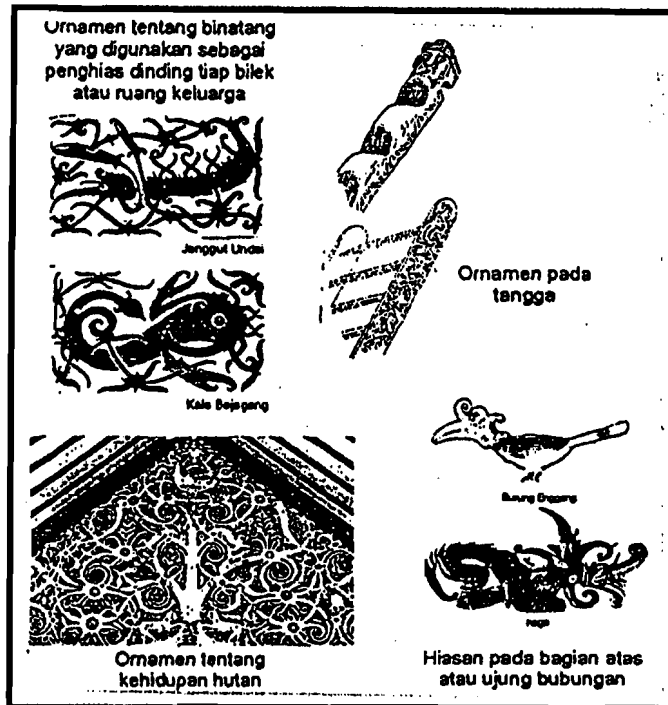 Ornamen tentang binatang
yang digunakan sebagai
penghias dinding tiap bilek
atau ruang keluarga
Janggut Undai
Kala Bejagang
Ornamen pada
tangga
Burung Enggang
naga
Ornamen tentang
kehidupan hutan
Hiasan pada bagian atas
atau ujung bubungan